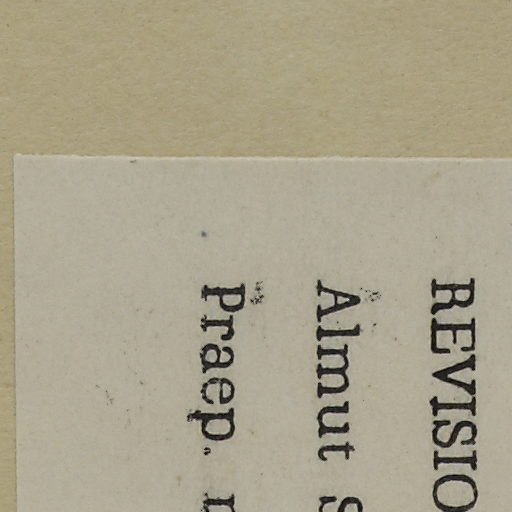 REVISIO
Almut S
Praep.